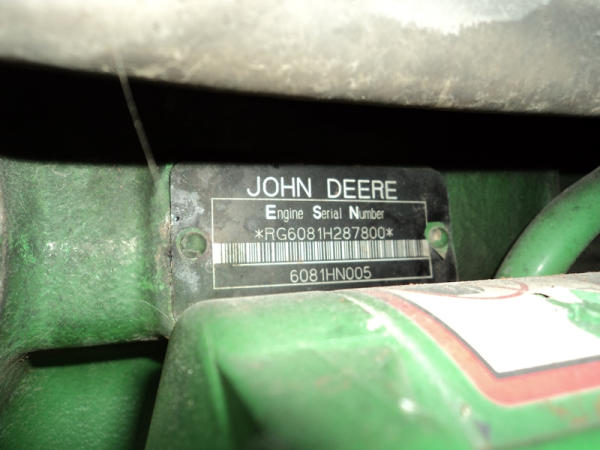 JOHN DEERE
Engine Serial Number
*RG6081H287800*
6081HN005